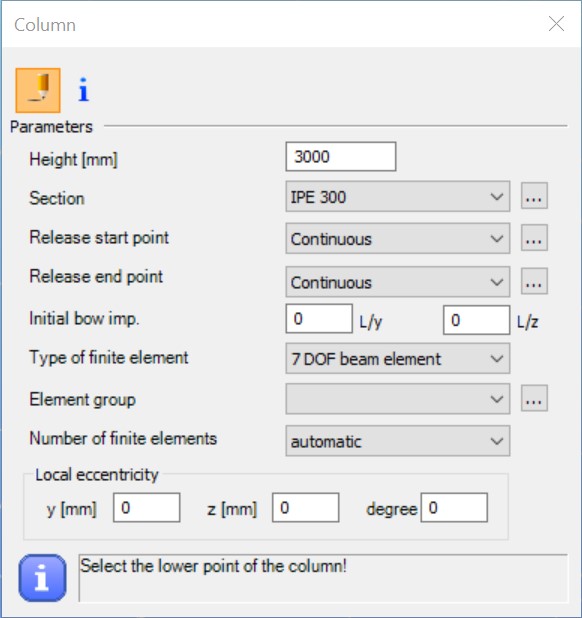 Column
Parameters
Height [mm] 3000
Section IPE 300 ...
Release start point Continuous ...
Release end point Continuous ...
Initial bow imp. 0 L/y 0 L/z
Type of finite element 7 DOF beam element
Element group ...
Number of finite elements automatic
Local eccentricity
y [mm] 0 z [mm] 0 degree 0
Select the lower point of the column!